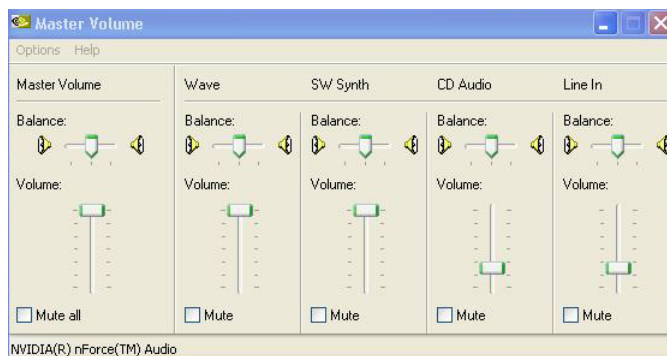 Master Volume
Options Help
Master Volume Wave SW Synth CD Audio Line In
Balance: Balance: Balance: Balance: Balance:
Volume: Volume: Volume: Volume: Volume:
Mute all Mute Mute Mute Mute
NVIDIA(R) nForce(TM) Audio